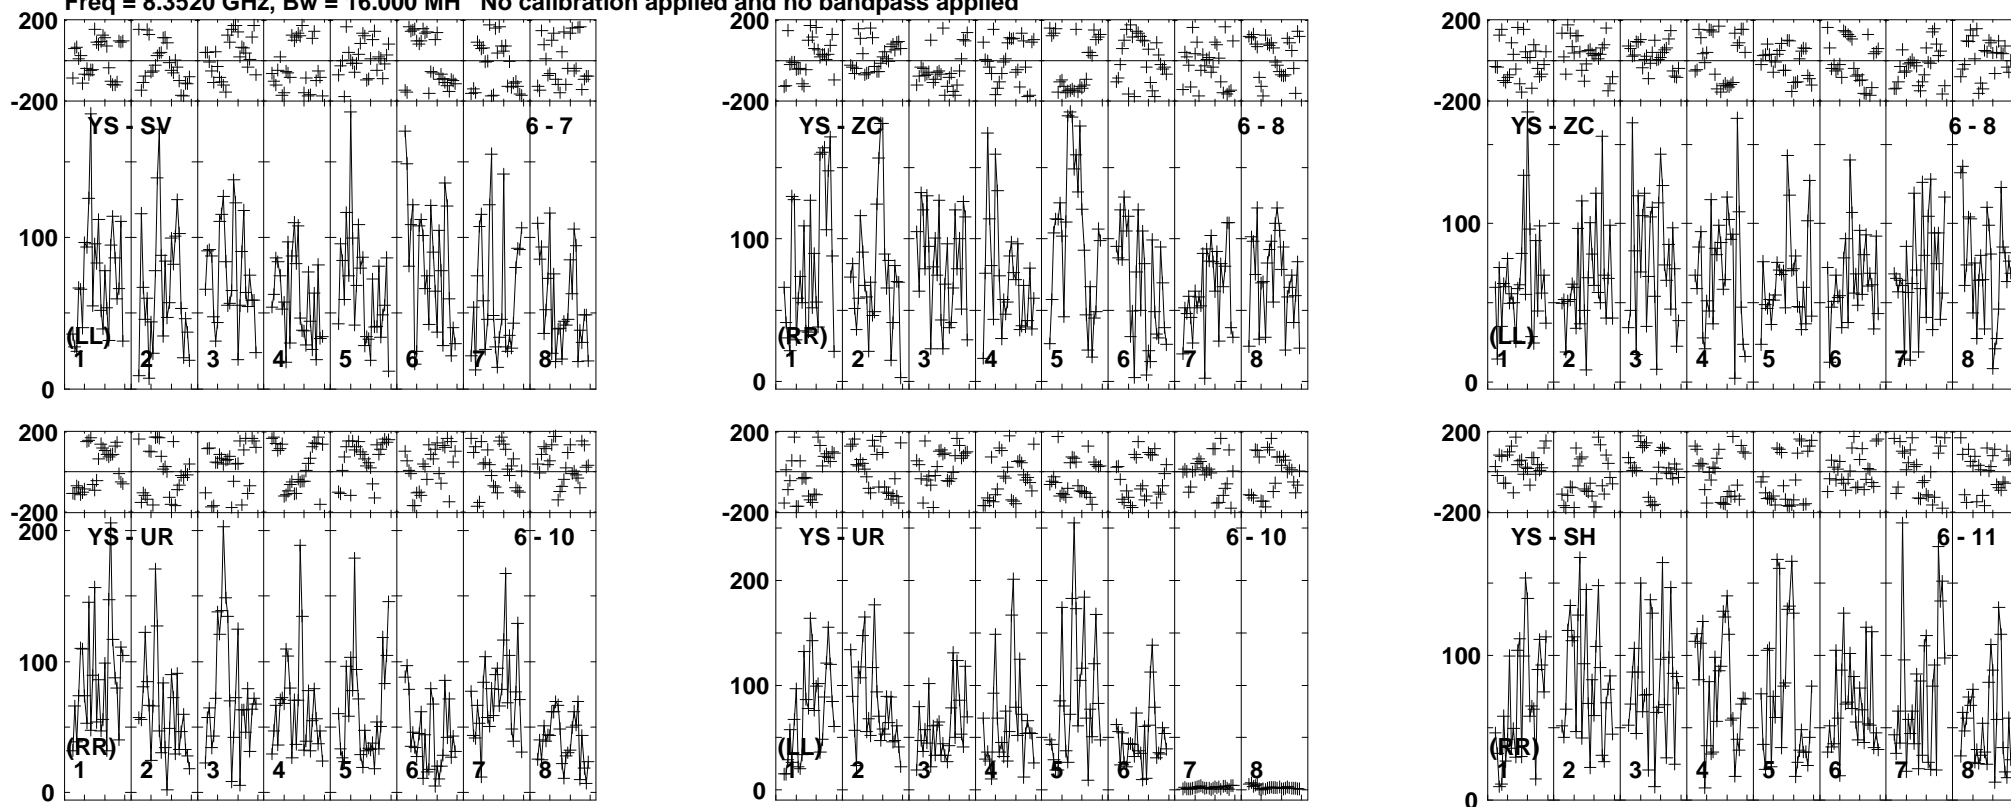 Freq = 8.3520 GHz, Bw = 16.000 MH No calibration applied and no bandpass applied
200
-200
YS - SV 6 - 7
100
(LL)
1 2 3 4 5 6 7 8
0
200
-200
YS - ZC 6 - 8
100
(RR)
1 2 3 4 5 6 7 8
0
200
-200
YS - ZC 6 - 8
100
(LL)
1 2 3 4 5 6 7 8
0
200
-200
200
YS - UR 6 - 10
100
(RR)
1 2 3 4 5 6 7 8
0
200
-200
YS - UR 6 - 10
200
100
(LL)
1 2 3 4 5 6 7 8
0
200
-200
YS - SH 6 - 11
100
(RR)
1 2 3 4 5 6 7 8
0